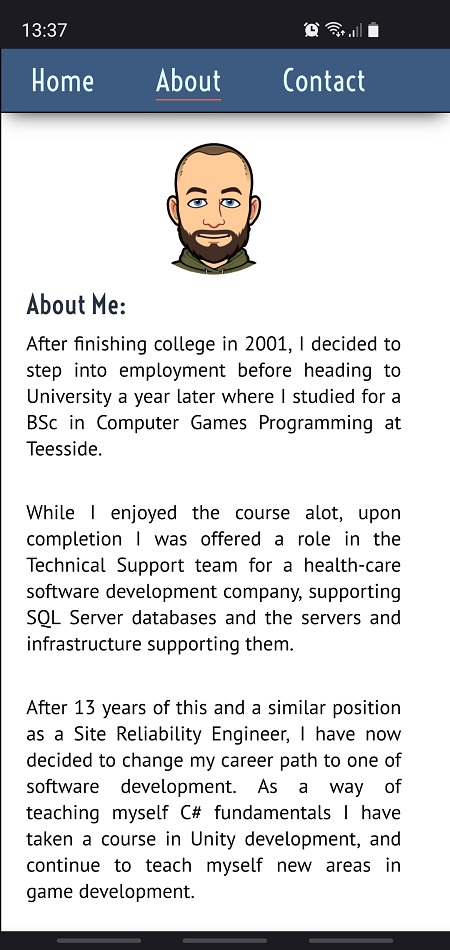 13:37
Home About Contact
About Me:
After finishing college in 2001, I decided to
step into employment before heading to
University a year later where I studied for a
BSc in Computer Games Programming at
Teesside.
While I enjoyed the course alot, upon
completion I was offered a role in the
Technical Support team for a health-care
software development company, supporting
SQL Server databases and the servers and
infrastructure supporting them.
After 13 years of this and a similar position
as a Site Reliability Engineer, I have now
decided to change my career path to one of
software development. As a way of
teaching myself C# fundamentals I have
taken a course in Unity development, and
continue to teach myself new areas in
game development.